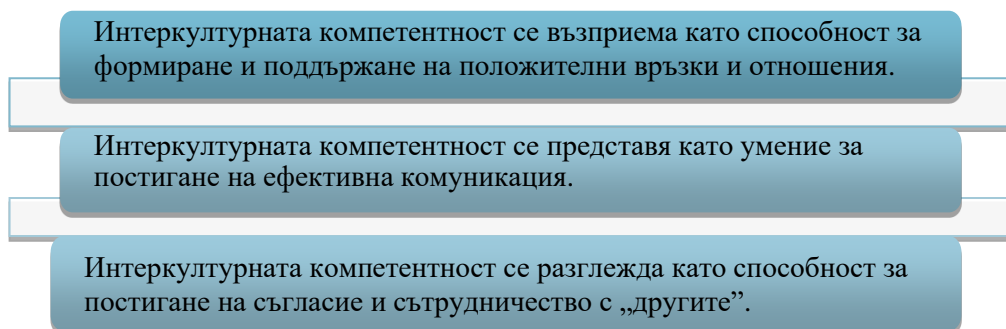 Интеркултурната компетентност се възприема като способност за
формиране и поддържане на положителни връзки и отношения.
Интеркултурната компетентност се представя като умение за
постигане на ефективна комуникация.
Интеркултурната компетентност се разглежда като способност за
постигане на съгласие и сътрудничество с „другите”.